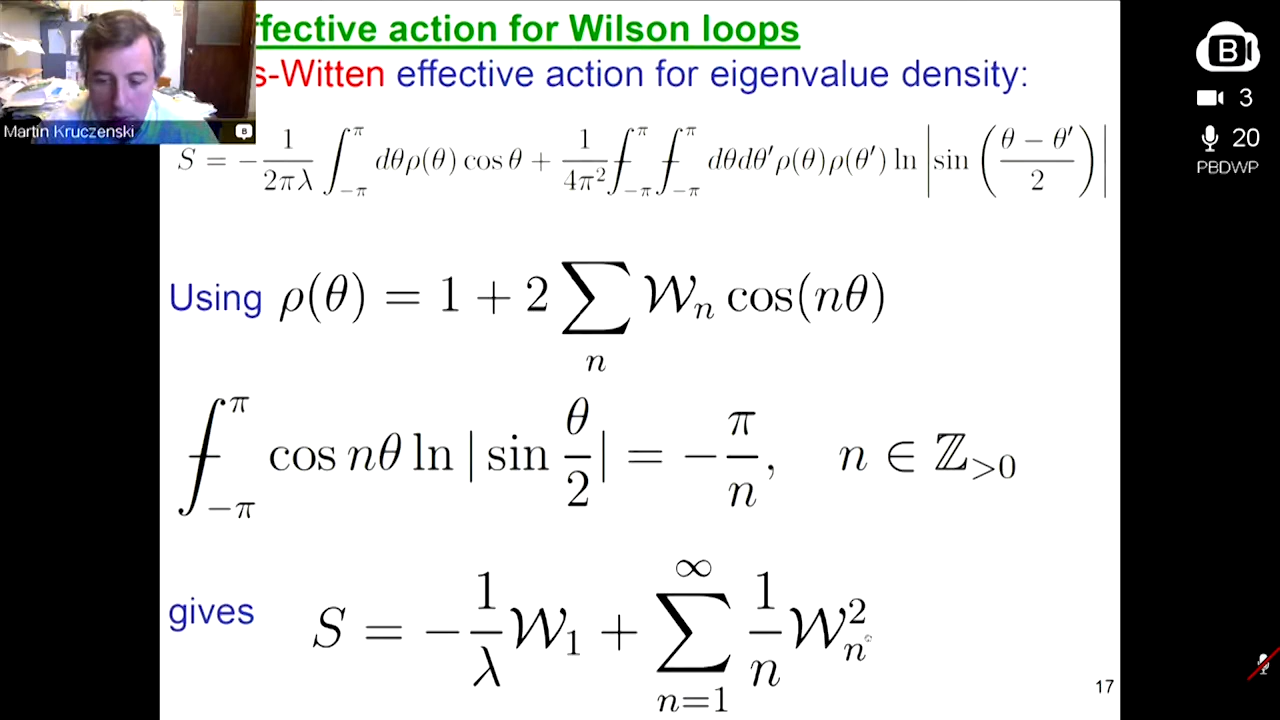 ffective action for Wilson loops
s-Witten effective action for eigenvalue density:
Martin Kruczenski B
S = -\frac{1}{2\pi\lambda} \int_{-\pi}^{\pi} d\theta\rho(\theta) \cos\theta + \frac{1}{4\pi^2} ⨍_{-\pi}^{\pi} ⨍_{-\pi}^{\pi} d\theta d\theta' \rho(\theta)\rho(\theta') \ln \left| \sin \left( \frac{\theta - \theta'}{2} \right) \right|
Using \rho(\theta) = 1 + 2 \sum_{n} \mathcal{W}_n \cos(n\theta)
⨍_{-\pi}^{\pi} \cos n\theta \ln | \sin \frac{\theta}{2} | = -\frac{\pi}{n}, \quad n \in \mathbb{Z}_{>0}
gives S = -\frac{1}{\lambda} \mathcal{W}_1 + \sum_{n=1}^{\infty} \frac{1}{n} \mathcal{W}_n^2
17
B
3
20
PBDWP